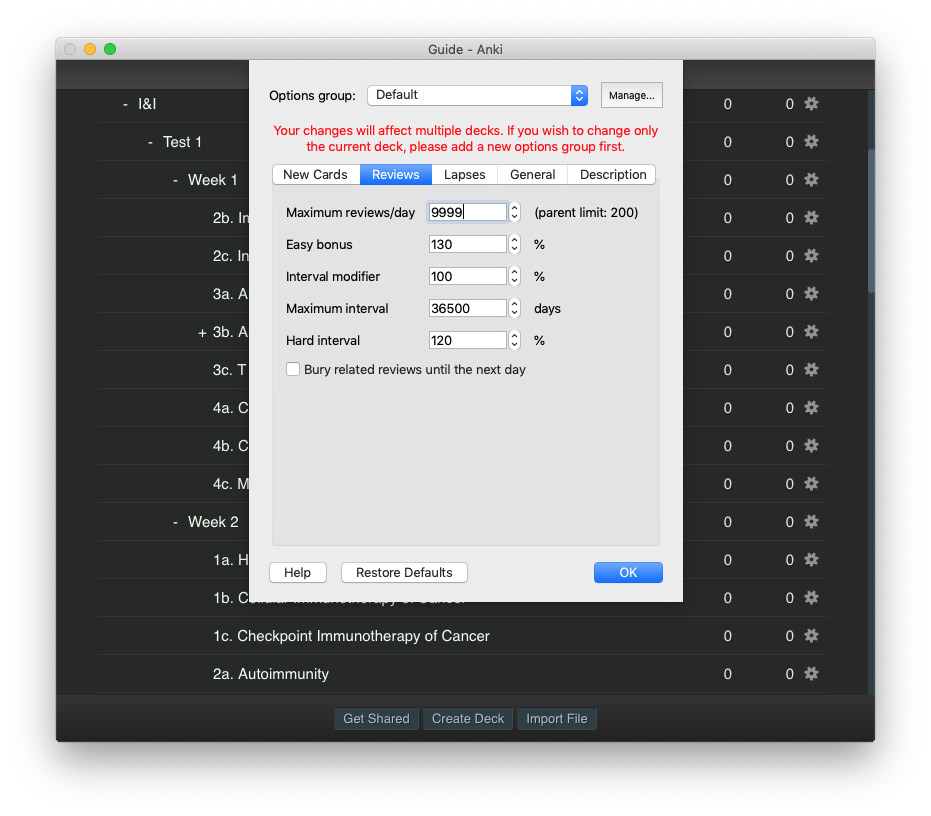 Guide - Anki
Options group: Default Manage...
Your changes will affect multiple decks. If you wish to change only
the current deck, please add a new options group first.
New Cards Reviews Lapses General Description
Maximum reviews/day 9999 (parent limit: 200)
Easy bonus 130 %
Interval modifier 100 %
Maximum interval 36500 days
Hard interval 120 %
Bury related reviews until the next day
Help Restore Defaults OK
- I&I 0 0
- Test 1 0 0
- Week 1 0 0
2b. In 0 0
2c. In 0 0
3a. A 0 0
+ 3b. A 0 0
3c. T 0 0
4a. C 0 0
4b. C 0 0
4c. M 0 0
- Week 2 0 0
1a. H 0 0
1b. Cellular Immunotherapy of Cancer 0 0
1c. Checkpoint Immunotherapy of Cancer 0 0
2a. Autoimmunity 0 0
Get Shared Create Deck Import File